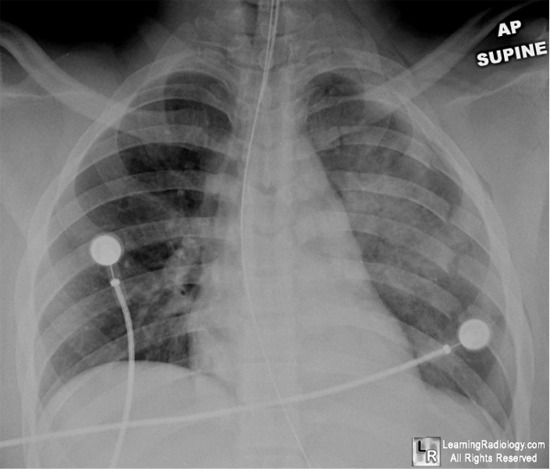 AP
SUPINE
LR
LearningRadiology.com
All Rights Reserved